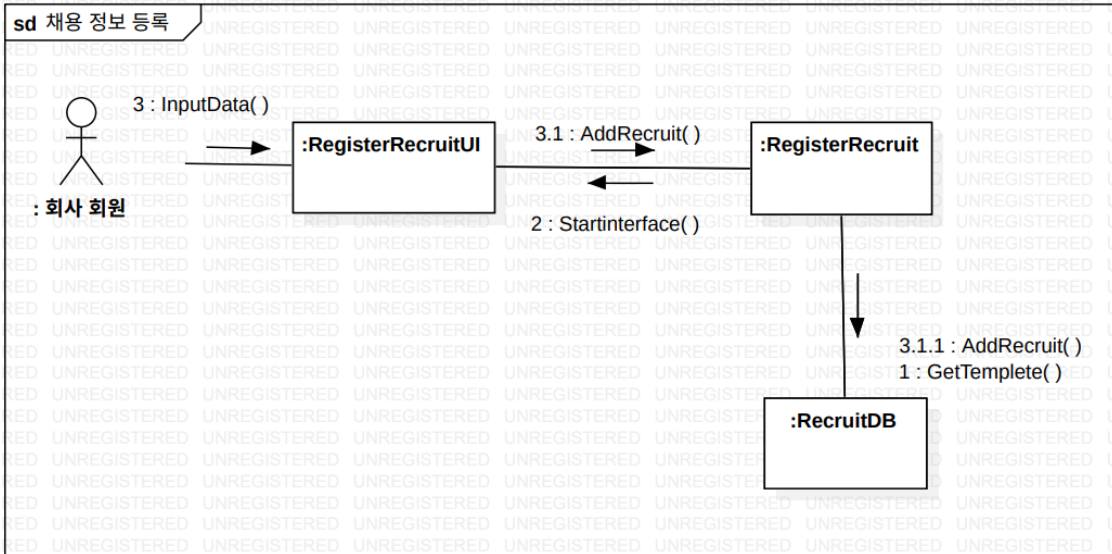 sd 채용 정보 등록
3 : InputData( )
: 회사 회원
:RegisterRecruitUI
3.1 : AddRecruit( )
2 : Startinterface( )
:RegisterRecruit
3.1.1 : AddRecruit( )
1 : GetTemplete( )
:RecruitDB
UNREGISTERED